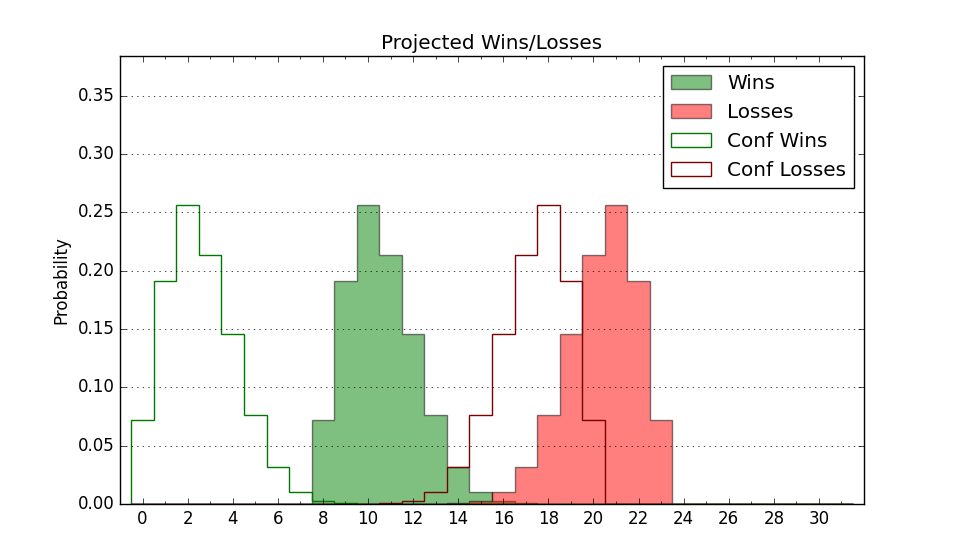 Projected Wins/Losses
Wins
Losses
Conf Wins
Conf Losses
Probability
0.35
0.30
0.25
0.20
0.15
0.10
0.05
0.00
0 2 4 6 8 10 12 14 16 18 20 22 24 26 28 30